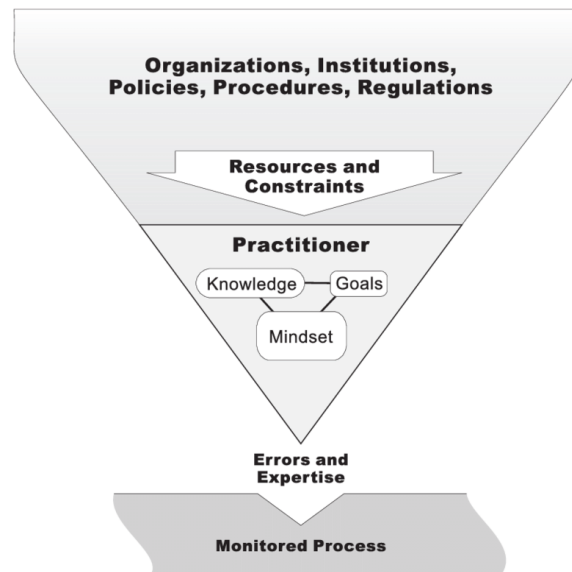 Organizations, Institutions,
Policies, Procedures, Regulations
Resources and
Constraints
Practitioner
Knowledge
Goals
Mindset
Errors and
Expertise
Monitored Process